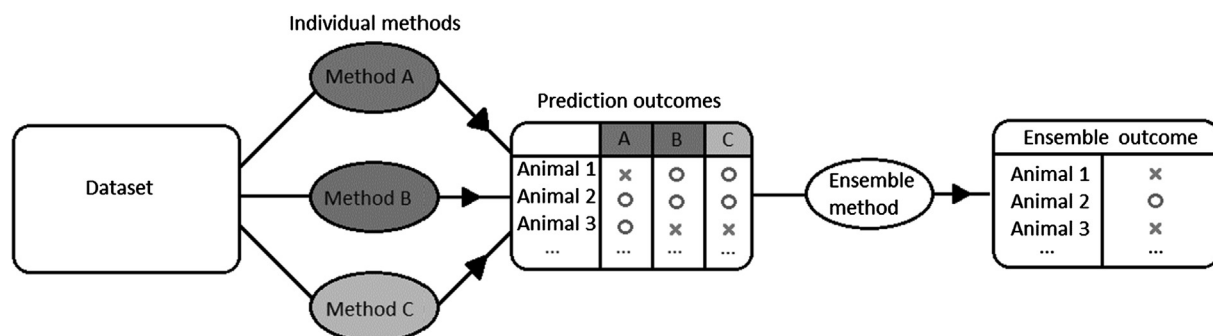 Individual methods
Method A
Method B
Method C
Dataset
Prediction outcomes
A B C
Animal 1 × O O
Animal 2 O O O
Animal 3 O × ×
... ... ... ...
Ensemble
method
Ensemble outcome
Animal 1 ×
Animal 2 O
Animal 3 ×
... ...